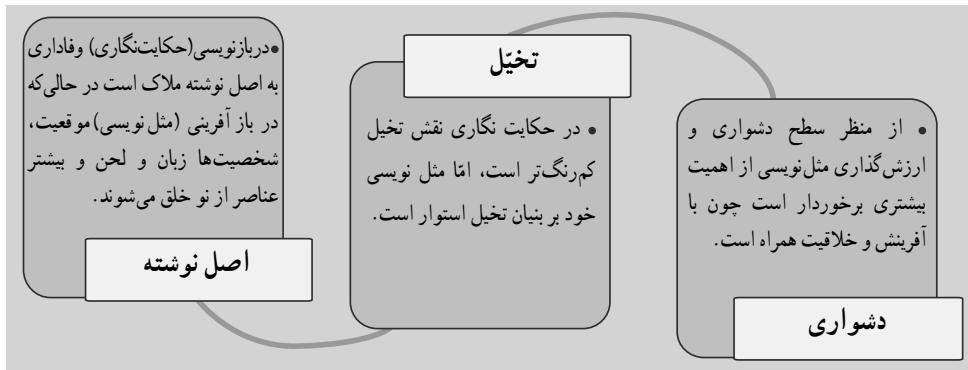 • از منظر سطح دشواری و
ارزش‌گذاری مثل‌نویسی از اهمیت
بیشتری برخوردار است چون با
آفرینش و خلاقیت همراه است.
دشواری
تخیّل
• در حکایت نگاری نقش تخیل
کم‌رنگ‌تر است، امّا مثل نویسی
خود بر بنیان تخیل استوار است.
•دربازنویسی(حکایت‌نگاری) وفاداری
به اصل نوشته ملاک است در حالی‌که
در باز آفرینی (مثل نویسی)موقعیت،
شخصیت‌ها زبان و لحن و بیشتر
عناصر از نو خلق می‌شوند.
اصل نوشته